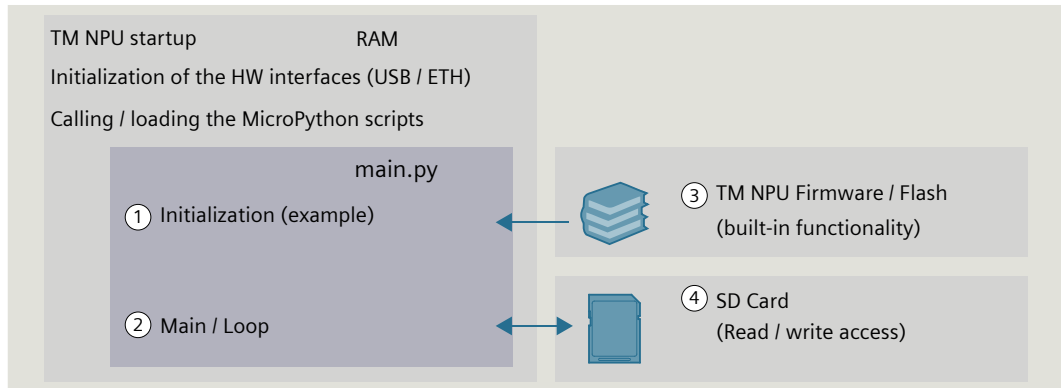 TM NPU startup RAM
Initialization of the HW interfaces (USB / ETH)
Calling / loading the MicroPython scripts
main.py
1 Initialization (example)
2 Main / Loop
3 TM NPU Firmware / Flash
(built-in functionality)
4 SD Card
(Read / write access)